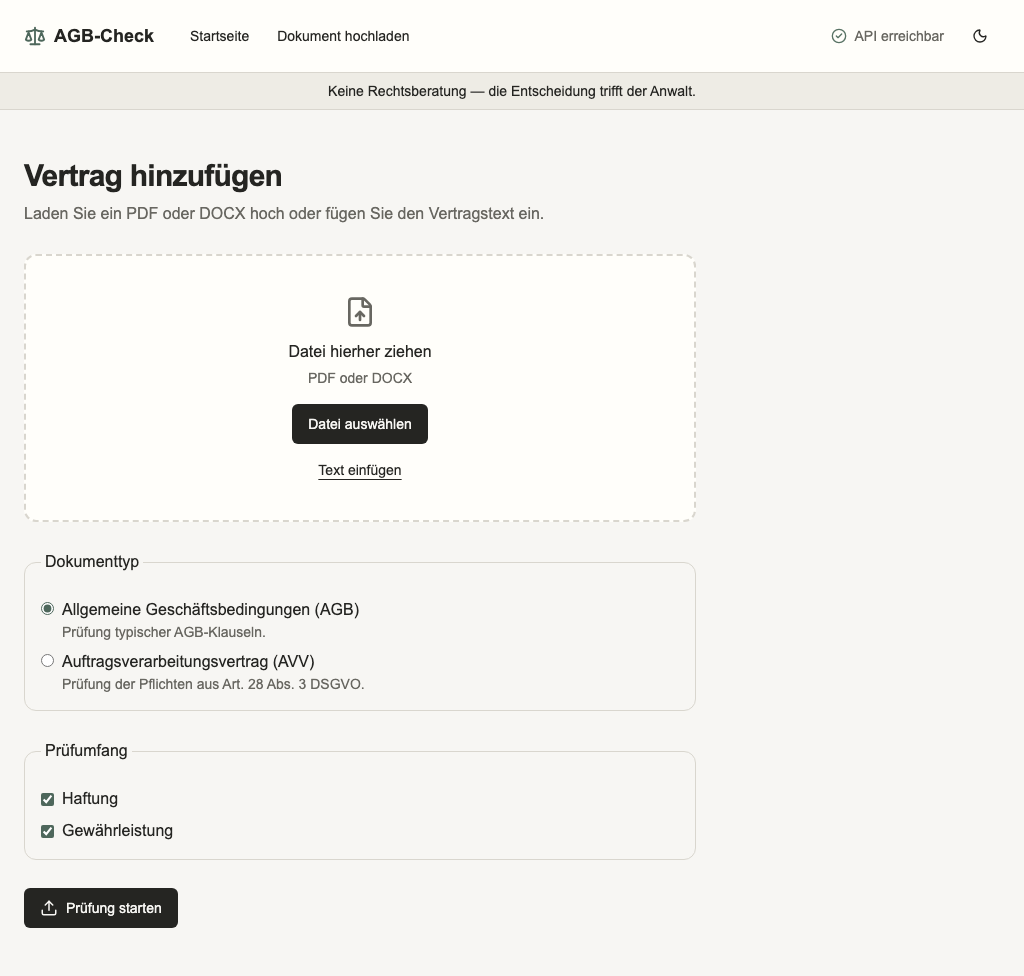 AGB-Check
Startseite
Dokument hochladen
API erreichbar
Keine Rechtsberatung — die Entscheidung trifft der Anwalt.
Vertrag hinzufügen
Laden Sie ein PDF oder DOCX hoch oder fügen Sie den Vertragstext ein.
Datei hierher ziehen
PDF oder DOCX
Datei auswählen
Text einfügen
Dokumenttyp
Allgemeine Geschäftsbedingungen (AGB)
Prüfung typischer AGB-Klauseln.
Auftragsverarbeitungsvertrag (AVV)
Prüfung der Pflichten aus Art. 28 Abs. 3 DSGVO.
Prüfumfang
Haftung
Gewährleistung
Prüfung starten